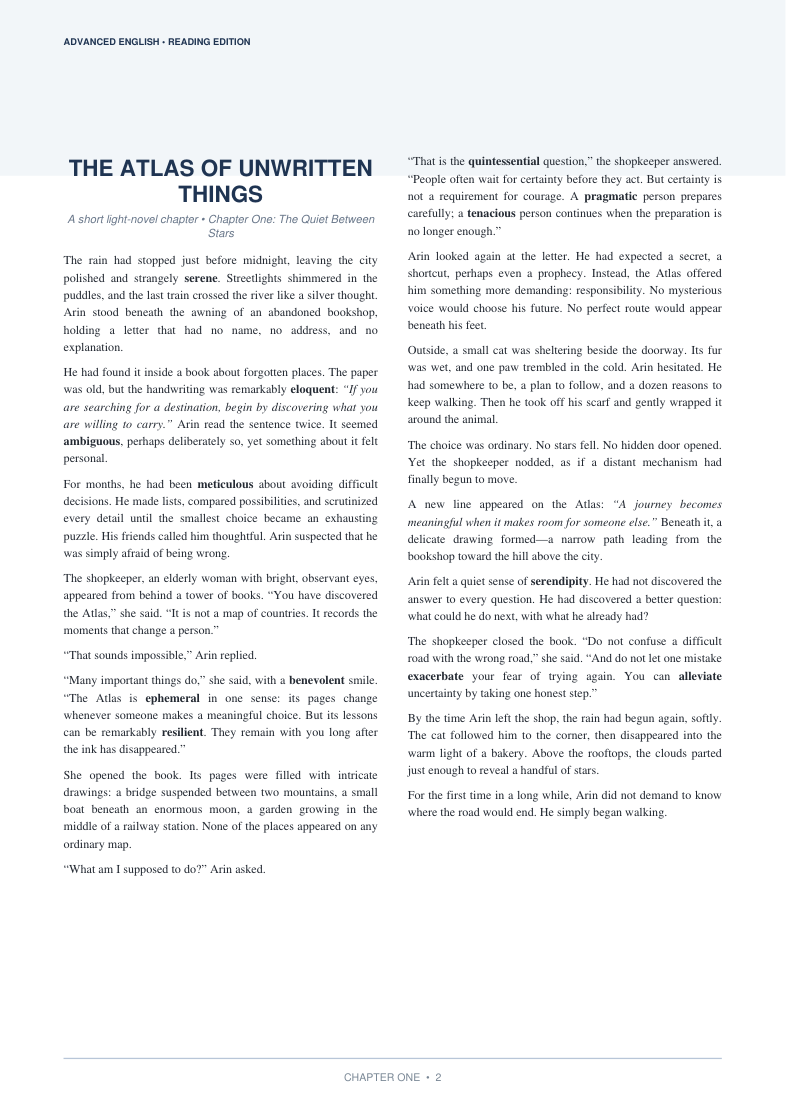 ADVANCED ENGLISH • READING EDITION
THE ATLAS OF UNWRITTEN
THINGS
A short light-novel chapter • Chapter One: The Quiet Between
Stars
The rain had stopped just before midnight, leaving the city
polished and strangely serene. Streetlights shimmered in the
puddles, and the last train crossed the river like a silver thought.
Arin stood beneath the awning of an abandoned bookshop,
holding a letter that had no name, no address, and no
explanation.
He had found it inside a book about forgotten places. The paper
was old, but the handwriting was remarkably eloquent: “If you
are searching for a destination, begin by discovering what you
are willing to carry.” Arin read the sentence twice. It seemed
ambiguous, perhaps deliberately so, yet something about it felt
personal.
For months, he had been meticulous about avoiding difficult
decisions. He made lists, compared possibilities, and scrutinized
every detail until the smallest choice became an exhausting
puzzle. His friends called him thoughtful. Arin suspected that he
was simply afraid of being wrong.
The shopkeeper, an elderly woman with bright, observant eyes,
appeared from behind a tower of books. “You have discovered
the Atlas,” she said. “It is not a map of countries. It records the
moments that change a person.”
“That sounds impossible,” Arin replied.
“Many important things do,” she said, with a benevolent smile.
“The Atlas is ephemeral in one sense: its pages change
whenever someone makes a meaningful choice. But its lessons
can be remarkably resilient. They remain with you long after
the ink has disappeared.”
She opened the book. Its pages were filled with intricate
drawings: a bridge suspended between two mountains, a small
boat beneath an enormous moon, a garden growing in the
middle of a railway station. None of the places appeared on any
ordinary map.
“What am I supposed to do?” Arin asked.
“That is the quintessential question,” the shopkeeper answered.
“People often wait for certainty before they act. But certainty is
not a requirement for courage. A pragmatic person prepares
carefully; a tenacious person continues when the preparation is
no longer enough.”
Arin looked again at the letter. He had expected a secret, a
shortcut, perhaps even a prophecy. Instead, the Atlas offered
him something more demanding: responsibility. No mysterious
voice would choose his future. No perfect route would appear
beneath his feet.
Outside, a small cat was sheltering beside the doorway. Its fur
was wet, and one paw trembled in the cold. Arin hesitated. He
had somewhere to be, a plan to follow, and a dozen reasons to
keep walking. Then he took off his scarf and gently wrapped it
around the animal.
The choice was ordinary. No stars fell. No hidden door opened.
Yet the shopkeeper nodded, as if a distant mechanism had
finally begun to move.
A new line appeared on the Atlas: “A journey becomes
meaningful when it makes room for someone else.” Beneath it, a
delicate drawing formed—a narrow path leading from the
bookshop toward the hill above the city.
Arin felt a quiet sense of serendipity. He had not discovered the
answer to every question. He had discovered a better question:
what could he do next, with what he already had?
The shopkeeper closed the book. “Do not confuse a difficult
road with the wrong road,” she said. “And do not let one mistake
exacerbate your fear of trying again. You can alleviate
uncertainty by taking one honest step.”
By the time Arin left the shop, the rain had begun again, softly.
The cat followed him to the corner, then disappeared into the
warm light of a bakery. Above the rooftops, the clouds parted
just enough to reveal a handful of stars.
For the first time in a long while, Arin did not demand to know
where the road would end. He simply began walking.
CHAPTER ONE • 2